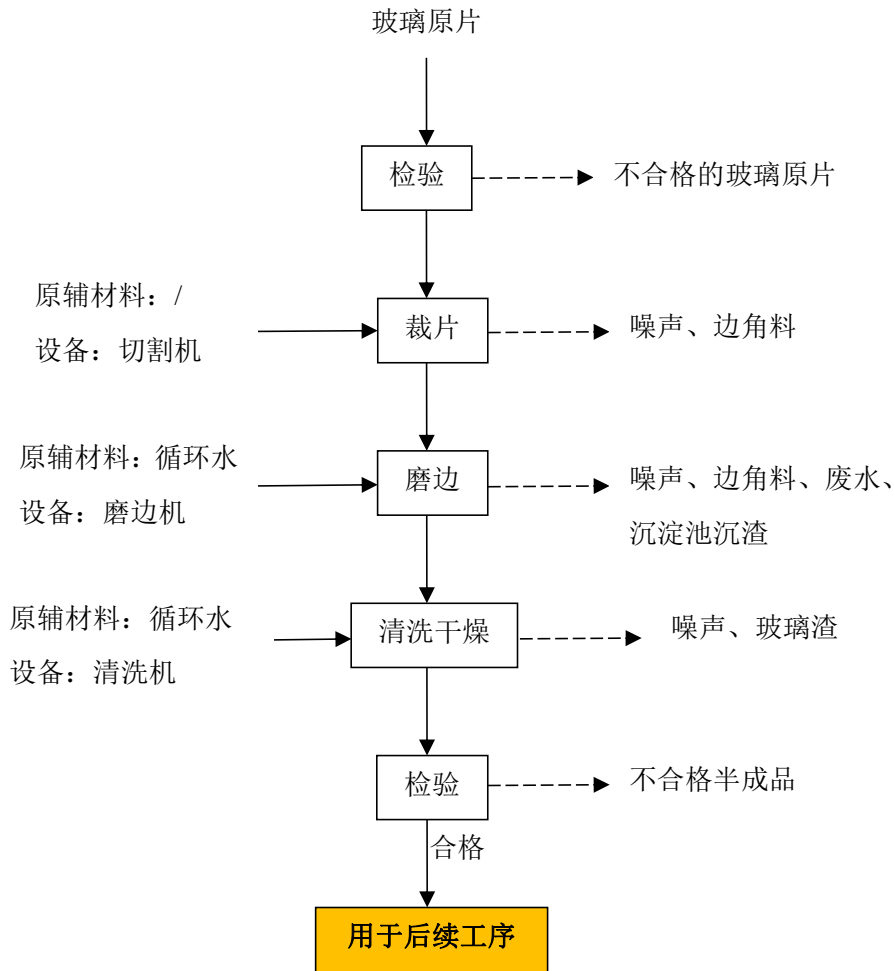 玻璃原片
检验
不合格的玻璃原片
原辅材料：/
设备：切割机
裁片
噪声、边角料
原辅材料：循环水
设备：磨边机
磨边
噪声、边角料、废水、
沉淀池沉渣
原辅材料：循环水
设备：清洗机
清洗干燥
噪声、玻璃渣
检验
不合格半成品
合格
用于后续工序